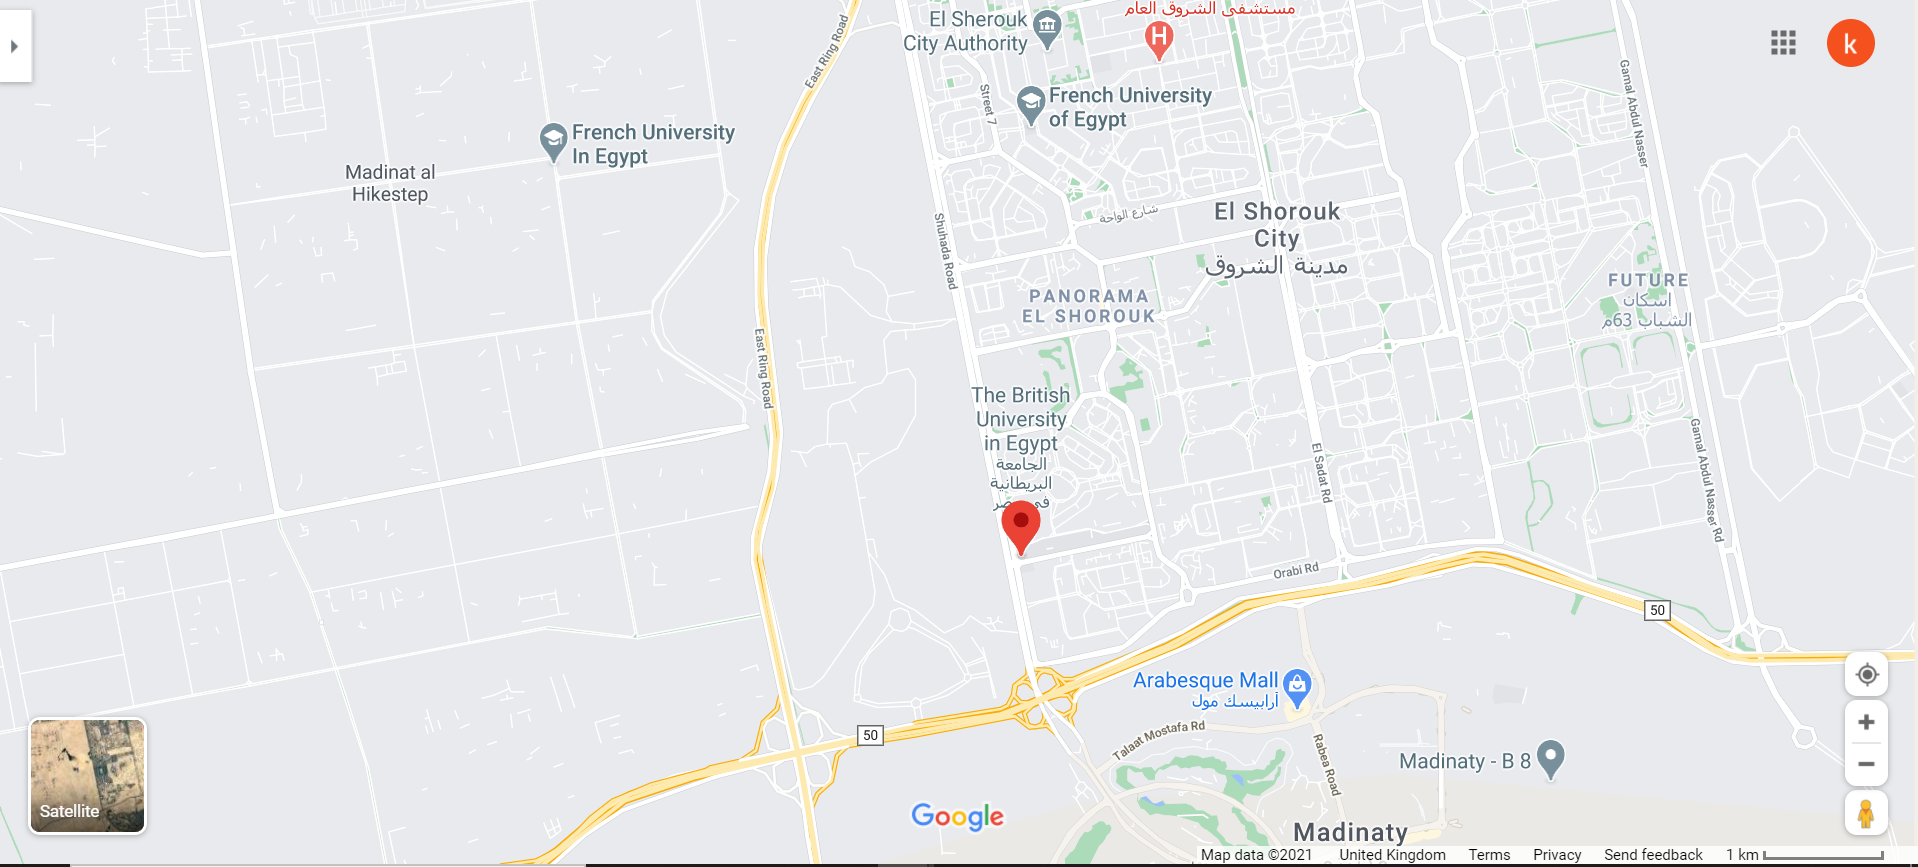 مستشفى الشروق العام
El Sherouk
City Authority
H
k
East Ring Road
Street 7
French University
of Egypt
Gamal Abdul Nasser
French University
In Egypt
Madinat al
Hikestep
شارع الواحة
El Shorouk
City
مدينة الشروق
Shuhada Road
FUTURE
اسكان
الشباب 63م
PANORAMA
EL SHOROUK
East Ring Road
The British
University
in Egypt
الجامعة
البريطانية
El Sadat Rd
Gamal Abdul Nasser Rd
Orabi Rd
50
Arabesque Mall
أرابيسك مول
50
Talaat Mostafa Rd
Rabea Road
Madinaty - B 8
Satellite
Google
Madinaty
Map data ©2021 United Kingdom Terms Privacy Send feedback 1 km